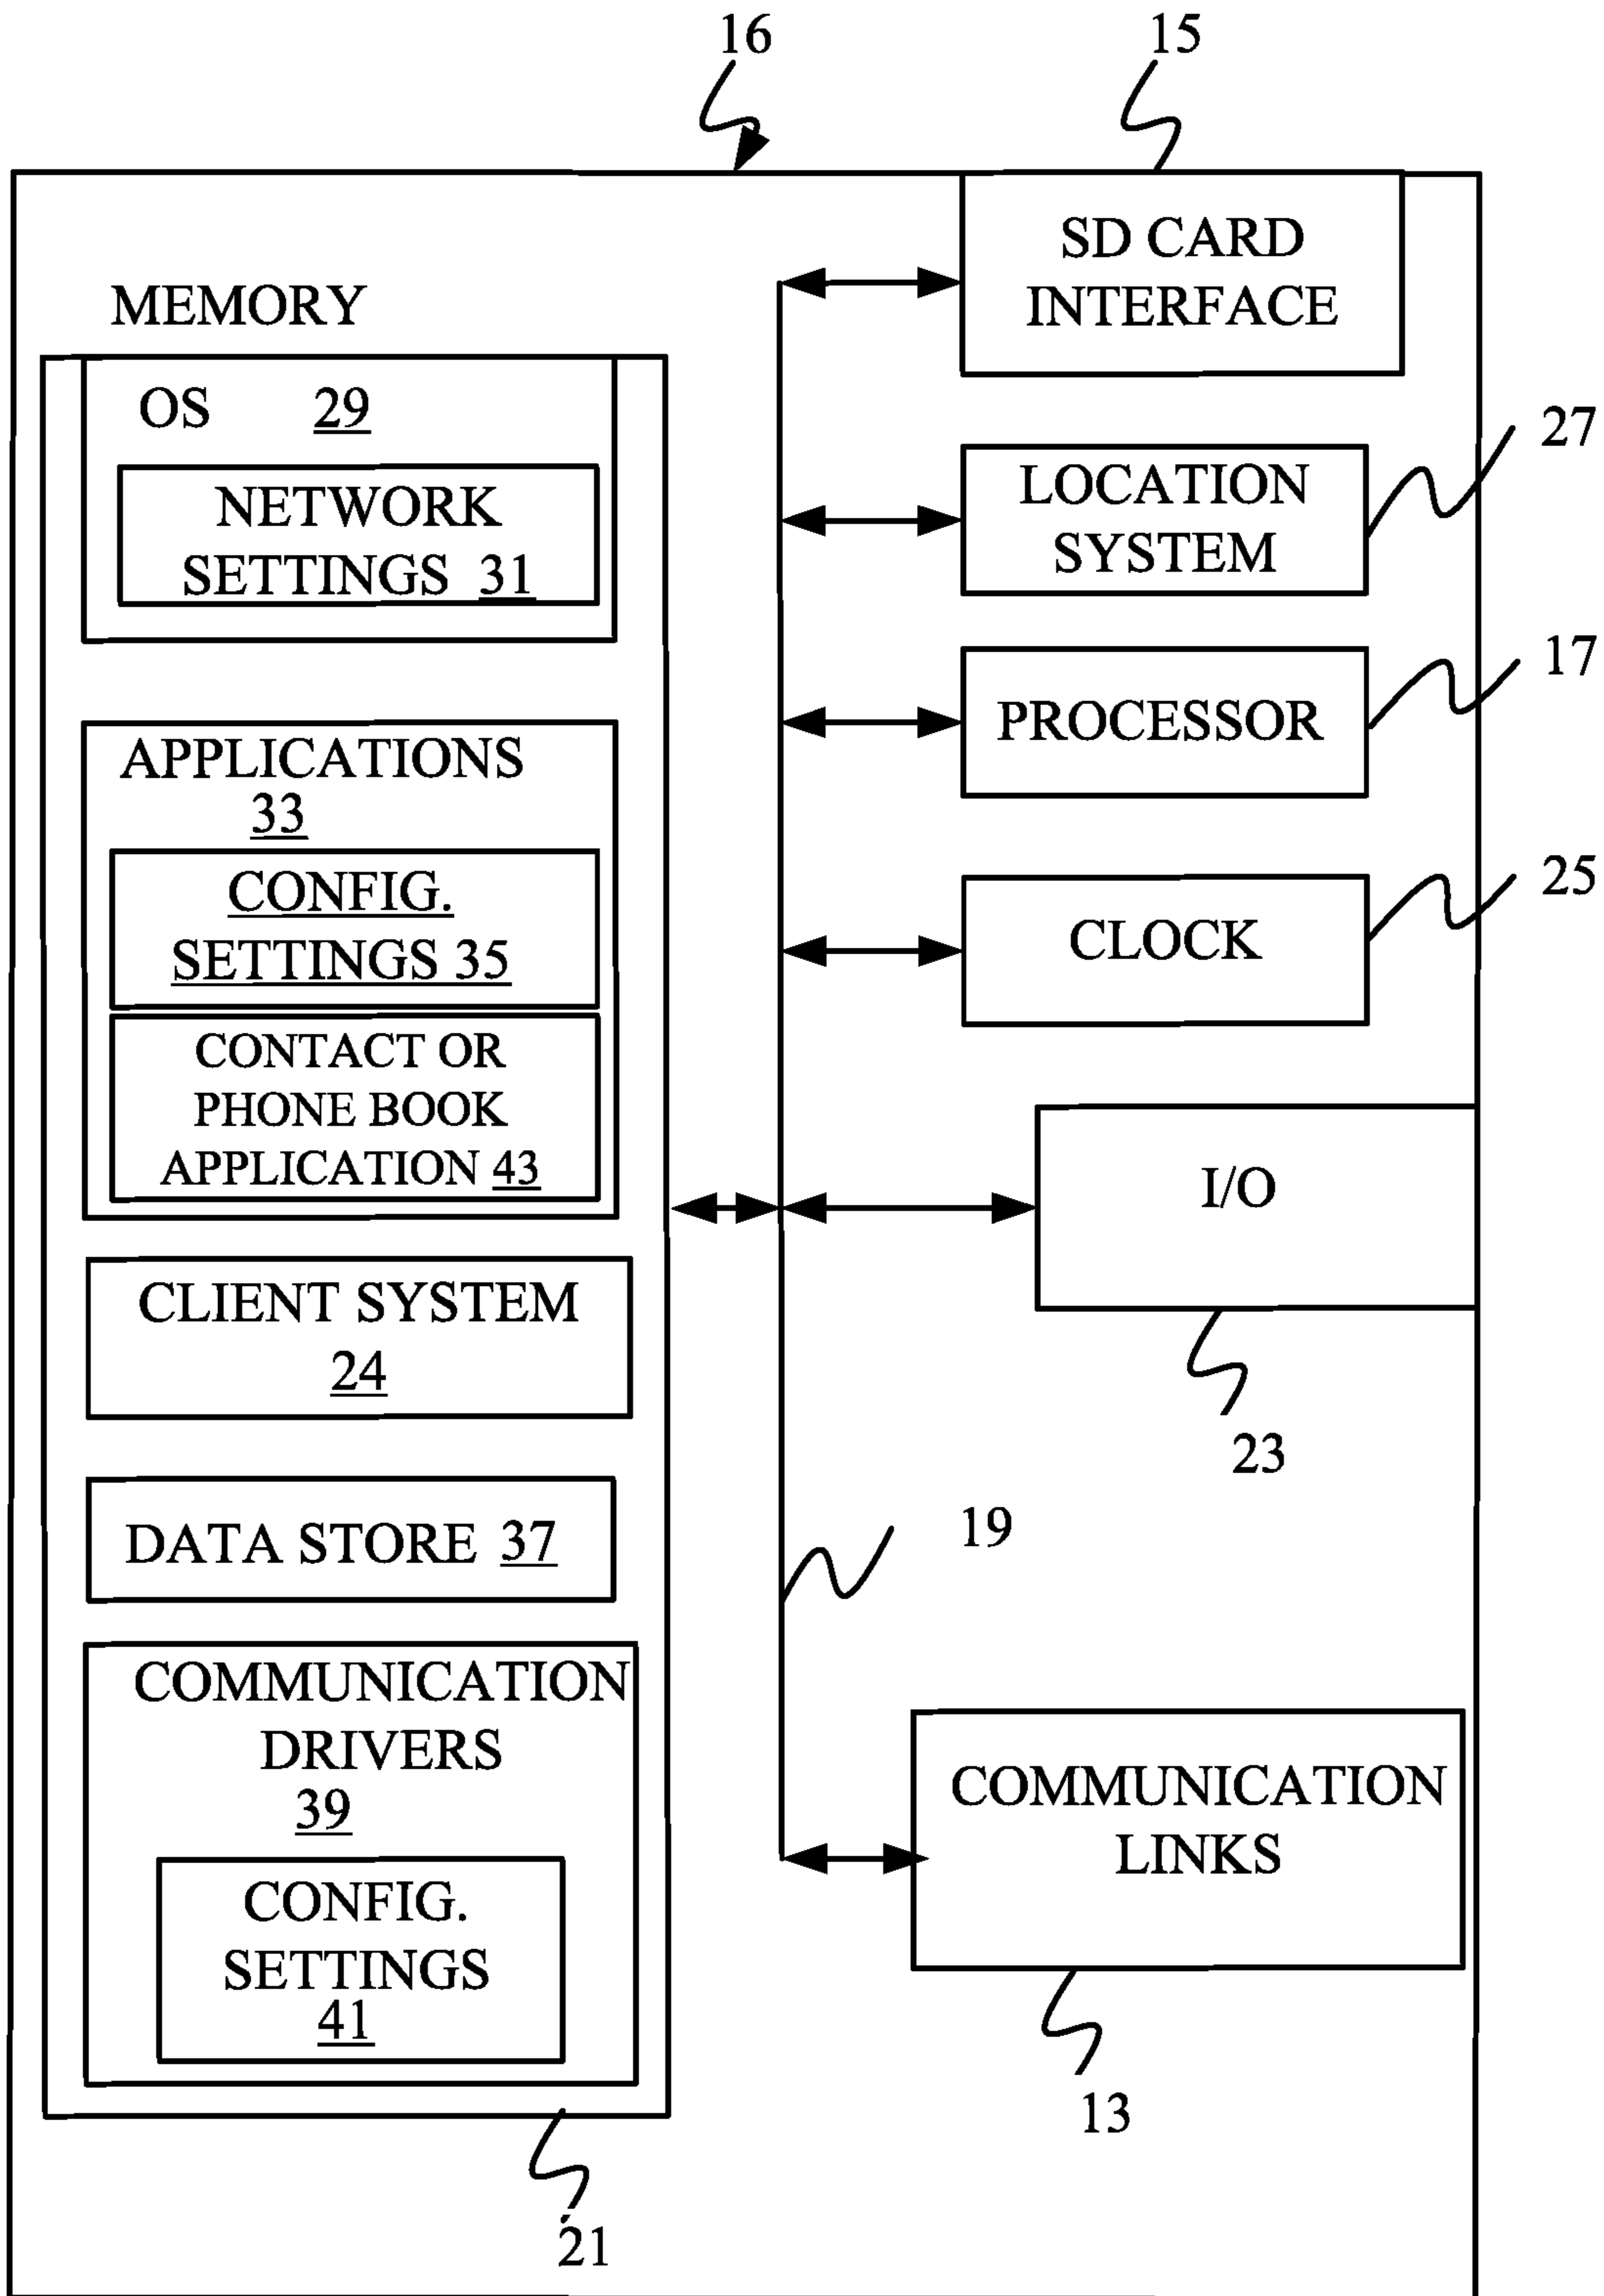 16
15
SD CARD
INTERFACE
MEMORY
OS 29
NETWORK
SETTINGS 31
27
LOCATION
SYSTEM
17
PROCESSOR
APPLICATIONS
33
CONFIG.
SETTINGS 35
CONTACT OR
PHONE BOOK
APPLICATION 43
25
CLOCK
I/O
23
CLIENT SYSTEM
24
DATA STORE 37
19
COMMUNICATION
DRIVERS
39
CONFIG.
SETTINGS
41
COMMUNICATION
LINKS
13
21